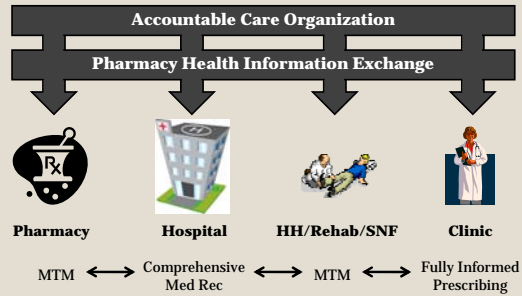 Accountable Care Organization
Pharmacy Health Information Exchange
Rx
H
Pharmacy
Hospital
HH/Rehab/SNF
Clinic
MTM
Comprehensive
Med Rec
MTM
Fully Informed
Prescribing